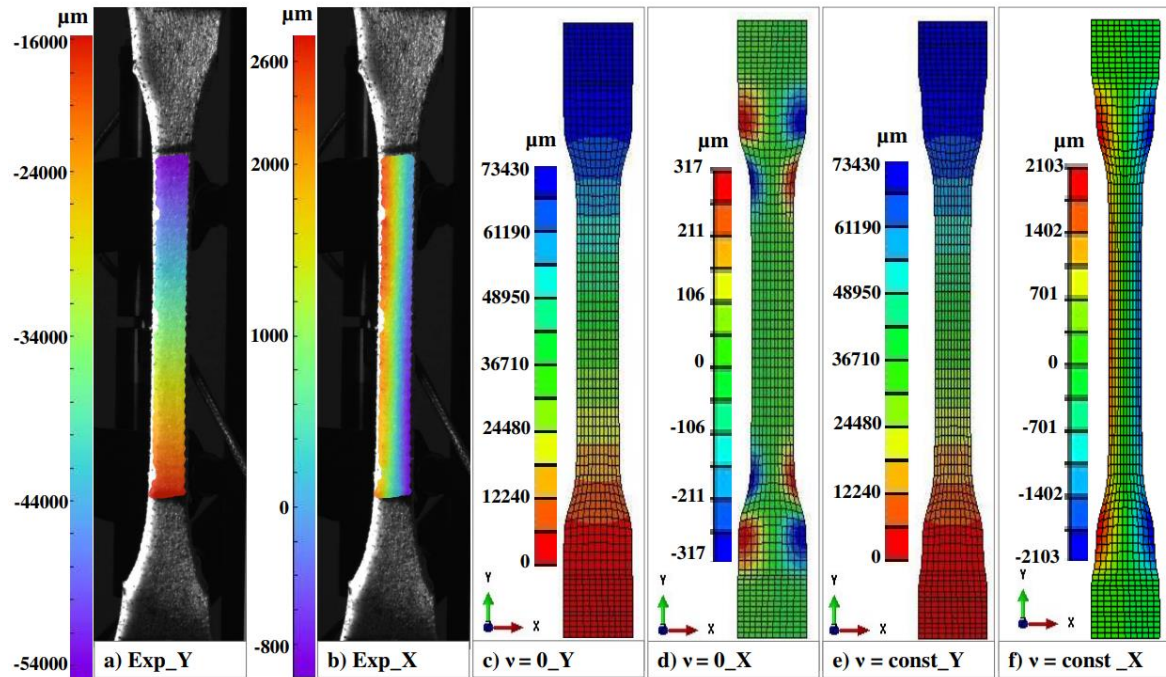 µm
-16000
-24000
-34000
-44000
-54000
a) Exp_Y
µm
2600
2000
1000
0
-800
b) Exp_X
µm
73430
61190
48950
36710
24480
12240
0
Y
X
c) ν = 0_Y
µm
317
211
106
0
-106
-211
-317
Y
X
d) ν = 0_X
µm
73430
61190
48950
36710
24480
12240
0
Y
X
e) ν = const_Y
µm
2103
1402
701
0
-701
-1402
-2103
Y
X
f) ν = const _X